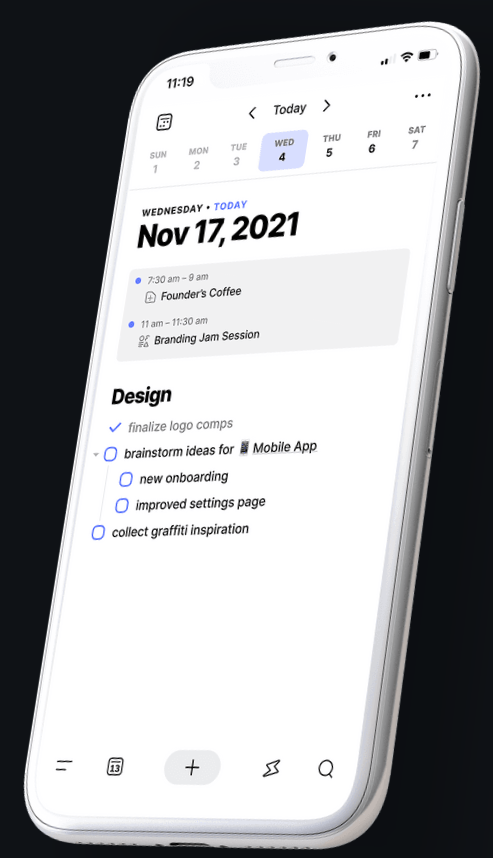 11:19
Today
SUN MON TUE WED THU FRI SAT
1 2 3 4 5 6 7
WEDNESDAY • TODAY
Nov 17, 2021
7:30 am – 9 am
Founder's Coffee
11 am – 11:30 am
Branding Jam Session
Design
finalize logo comps
brainstorm ideas for 📱 Mobile App
new onboarding
improved settings page
collect graffiti inspiration
13